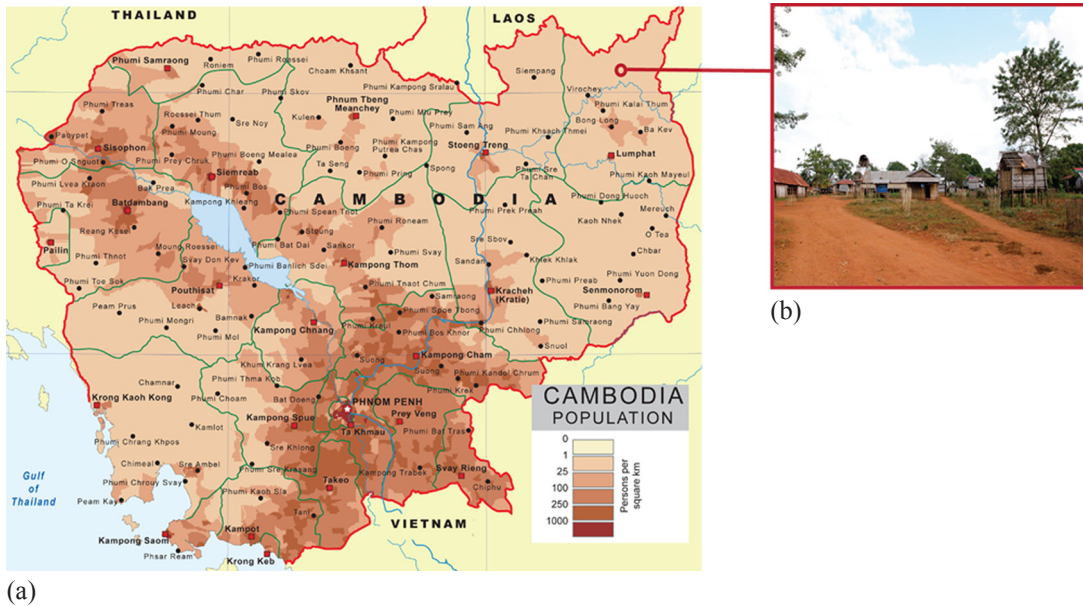 THAILAND
LAOS
Phumi Samraong
Roniem
Phumi Roessei
Choam Khsant
Siempang
Phumi Kampong Sralau
Phumi Char
Phumi Skov
Virochey
Phumi Treas
Phnum Tbeng
Meanchey
Phumi Kalai Thum
Roessei Thum
Kulen
Phumi Mlu Prey
Bong Long
Phumi Moung
Sre Noy
Phumi Sam Ang
Phumi Khsach Thmei
Ba Kev
Paoypet
Sisophon
Phumi Boeng
Phumi Kampong
Putrea Chas
Stoeng Treng
Lumphat
Phumi Prey Chruk
Phumi Boeng Mealea
Ta Seng
Phumi Pring
Spong
Phumi Sre
Ta Chan
Phumi O Snguot
Phumi Kaoh Mayeul
Phumi Lvea Kraon
Bak Prea
Siemreab
Phumi Bos
Phumi Dong Huoch
Kampong Khleang
CAMBODIA
Phumi Ta Krei
Batdambang
Phumi Spean Tnot
Phumi Prek Preah
Kaoh Nhek
Mereuch
Reang Kesei
Phumi Roneam
O Tea
Pailin
Stoung
Phumi Bat Dai
Sankor
Sre Sbov
Moung Roessei
Phumi Svay
Khlek Khlak
Chbar
Phumi Thnot
Svay Don Kev
Phumi Banlich Sdei
Kampong Thom
Sandan
Phumi Toe Sok
Pouthisat
Krakor
Phumi Tnaot Chum
Kracheh
(Kratie)
Phumi Preab
Phumi Yuon Dong
Senmonorom
Peam Prus
Leach
Samraong
Phumi Bang Yay
Phumi Mongri
Bamnak
Kampong Chnang
Phumi Kreul
Phumi Spoe Tbong
Phumi Samraong
Phumi Mol
Phumi Bos Khnor
Phumi Chhlong
Suong
Kampong Cham
Snuol
Khum Krang Lvea
Suong
Phumi Kandol Chrum
Chamnar
Phumi Thma Kob
Phumi Krek
Krong Kaoh Kong
Phumi Choam
Bat Doeng
PHNOM PENH
Kamlot
Kampong Spue
Ta Khmau
Prey Veng
Phumi Chrang Khpos
Phumi Bat Tras
Sre Khlong
Chimeal
Sre Ambel
Phumi Sre Krasang
Kampong Trabek
Svay Rieng
Phumi Chrouy Svay
Takeo
Chiphu
Peam Kay
Phumi Kaoh Sla
Tani
Kampong Saom
Kampot
VIETNAM
Phsar Ream
Krong Keb
Gulf
of
Thailand
CAMBODIA
POPULATION
0
1
25
100
250
1000
Persons per
square km
(a)
(b)